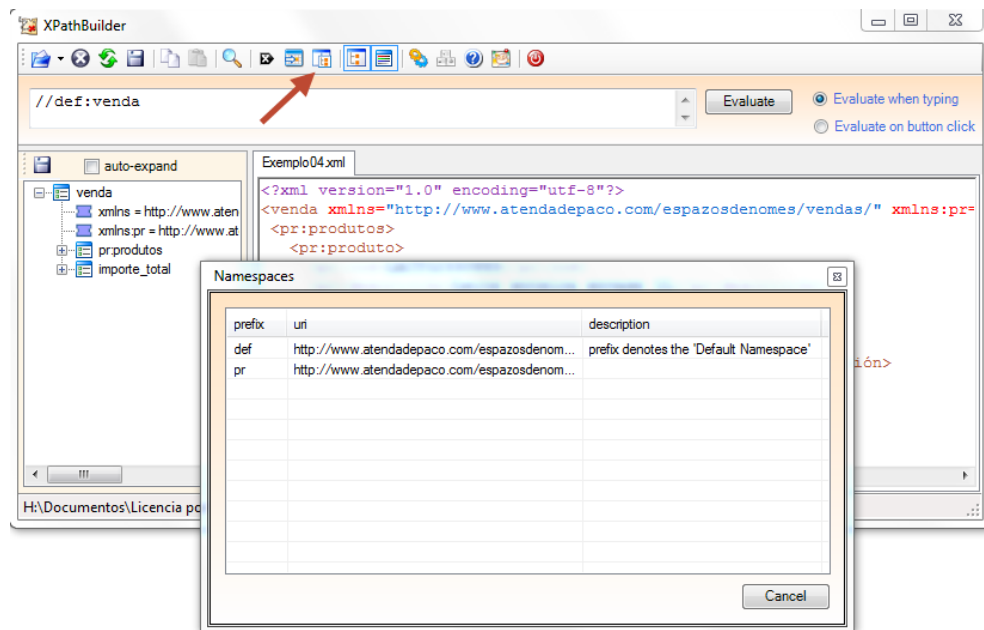 XPathBuilder
//def:venda
Evaluate
Evaluate when typing
Evaluate on button click
auto-expand
Exemplo04.xml
venda
xmlns = http://www.aten
xmlns:pr = http://www.at
pr:produtos
importe_total
<?xml version="1.0" encoding="utf-8"?>
<venda xmlns="http://www.atendadepaco.com/espazosdenomes/vendas/" xmlns:pr=
<pr:produtos>
<pr:produto>
ión>
Namespaces
prefix uri description
def http://www.atendadepaco.com/espazosdenom... prefix denotes the 'Default Namespace'
pr http://www.atendadepaco.com/espazosdenom...
Cancel
H:\Documentos\Licencia po